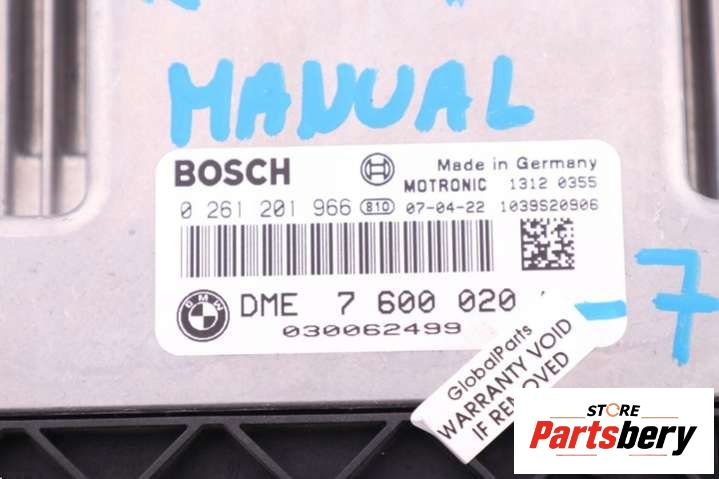 MANUAL
BOSCH
Made in Germany
MOTRONIC 1312 0355
0 261 201 966 810 07-04-22 1039S20906
BMW
DME 7 600 020
030062499
7
GlobalParts
WARRANTY VOID
IF REMOVED
STORE
Partsbery